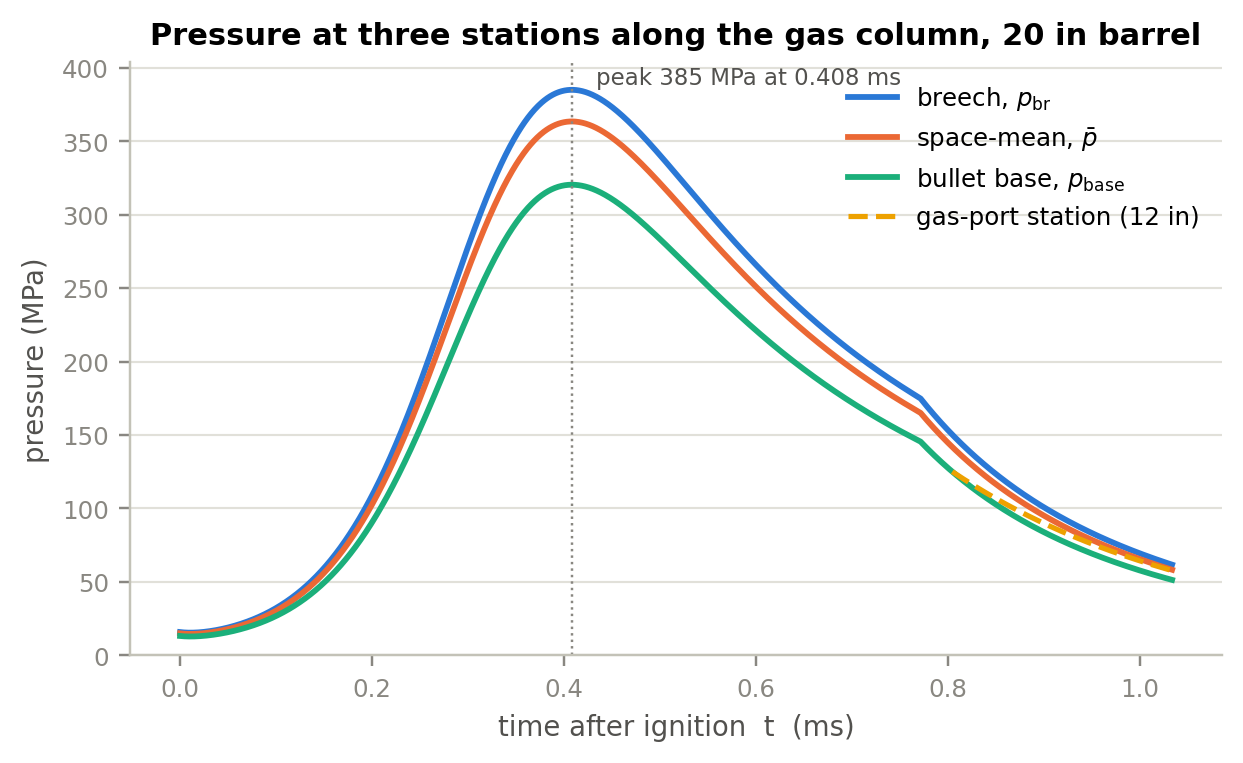 Pressure at three stations along the gas column, 20 in barrel
peak 385 MPa at 0.408 ms
breech, p_br
space-mean, p̄
bullet base, p_base
gas-port station (12 in)
pressure (MPa)
400
350
300
250
200
150
100
50
0
0.0 0.2 0.4 0.6 0.8 1.0
time after ignition t (ms)